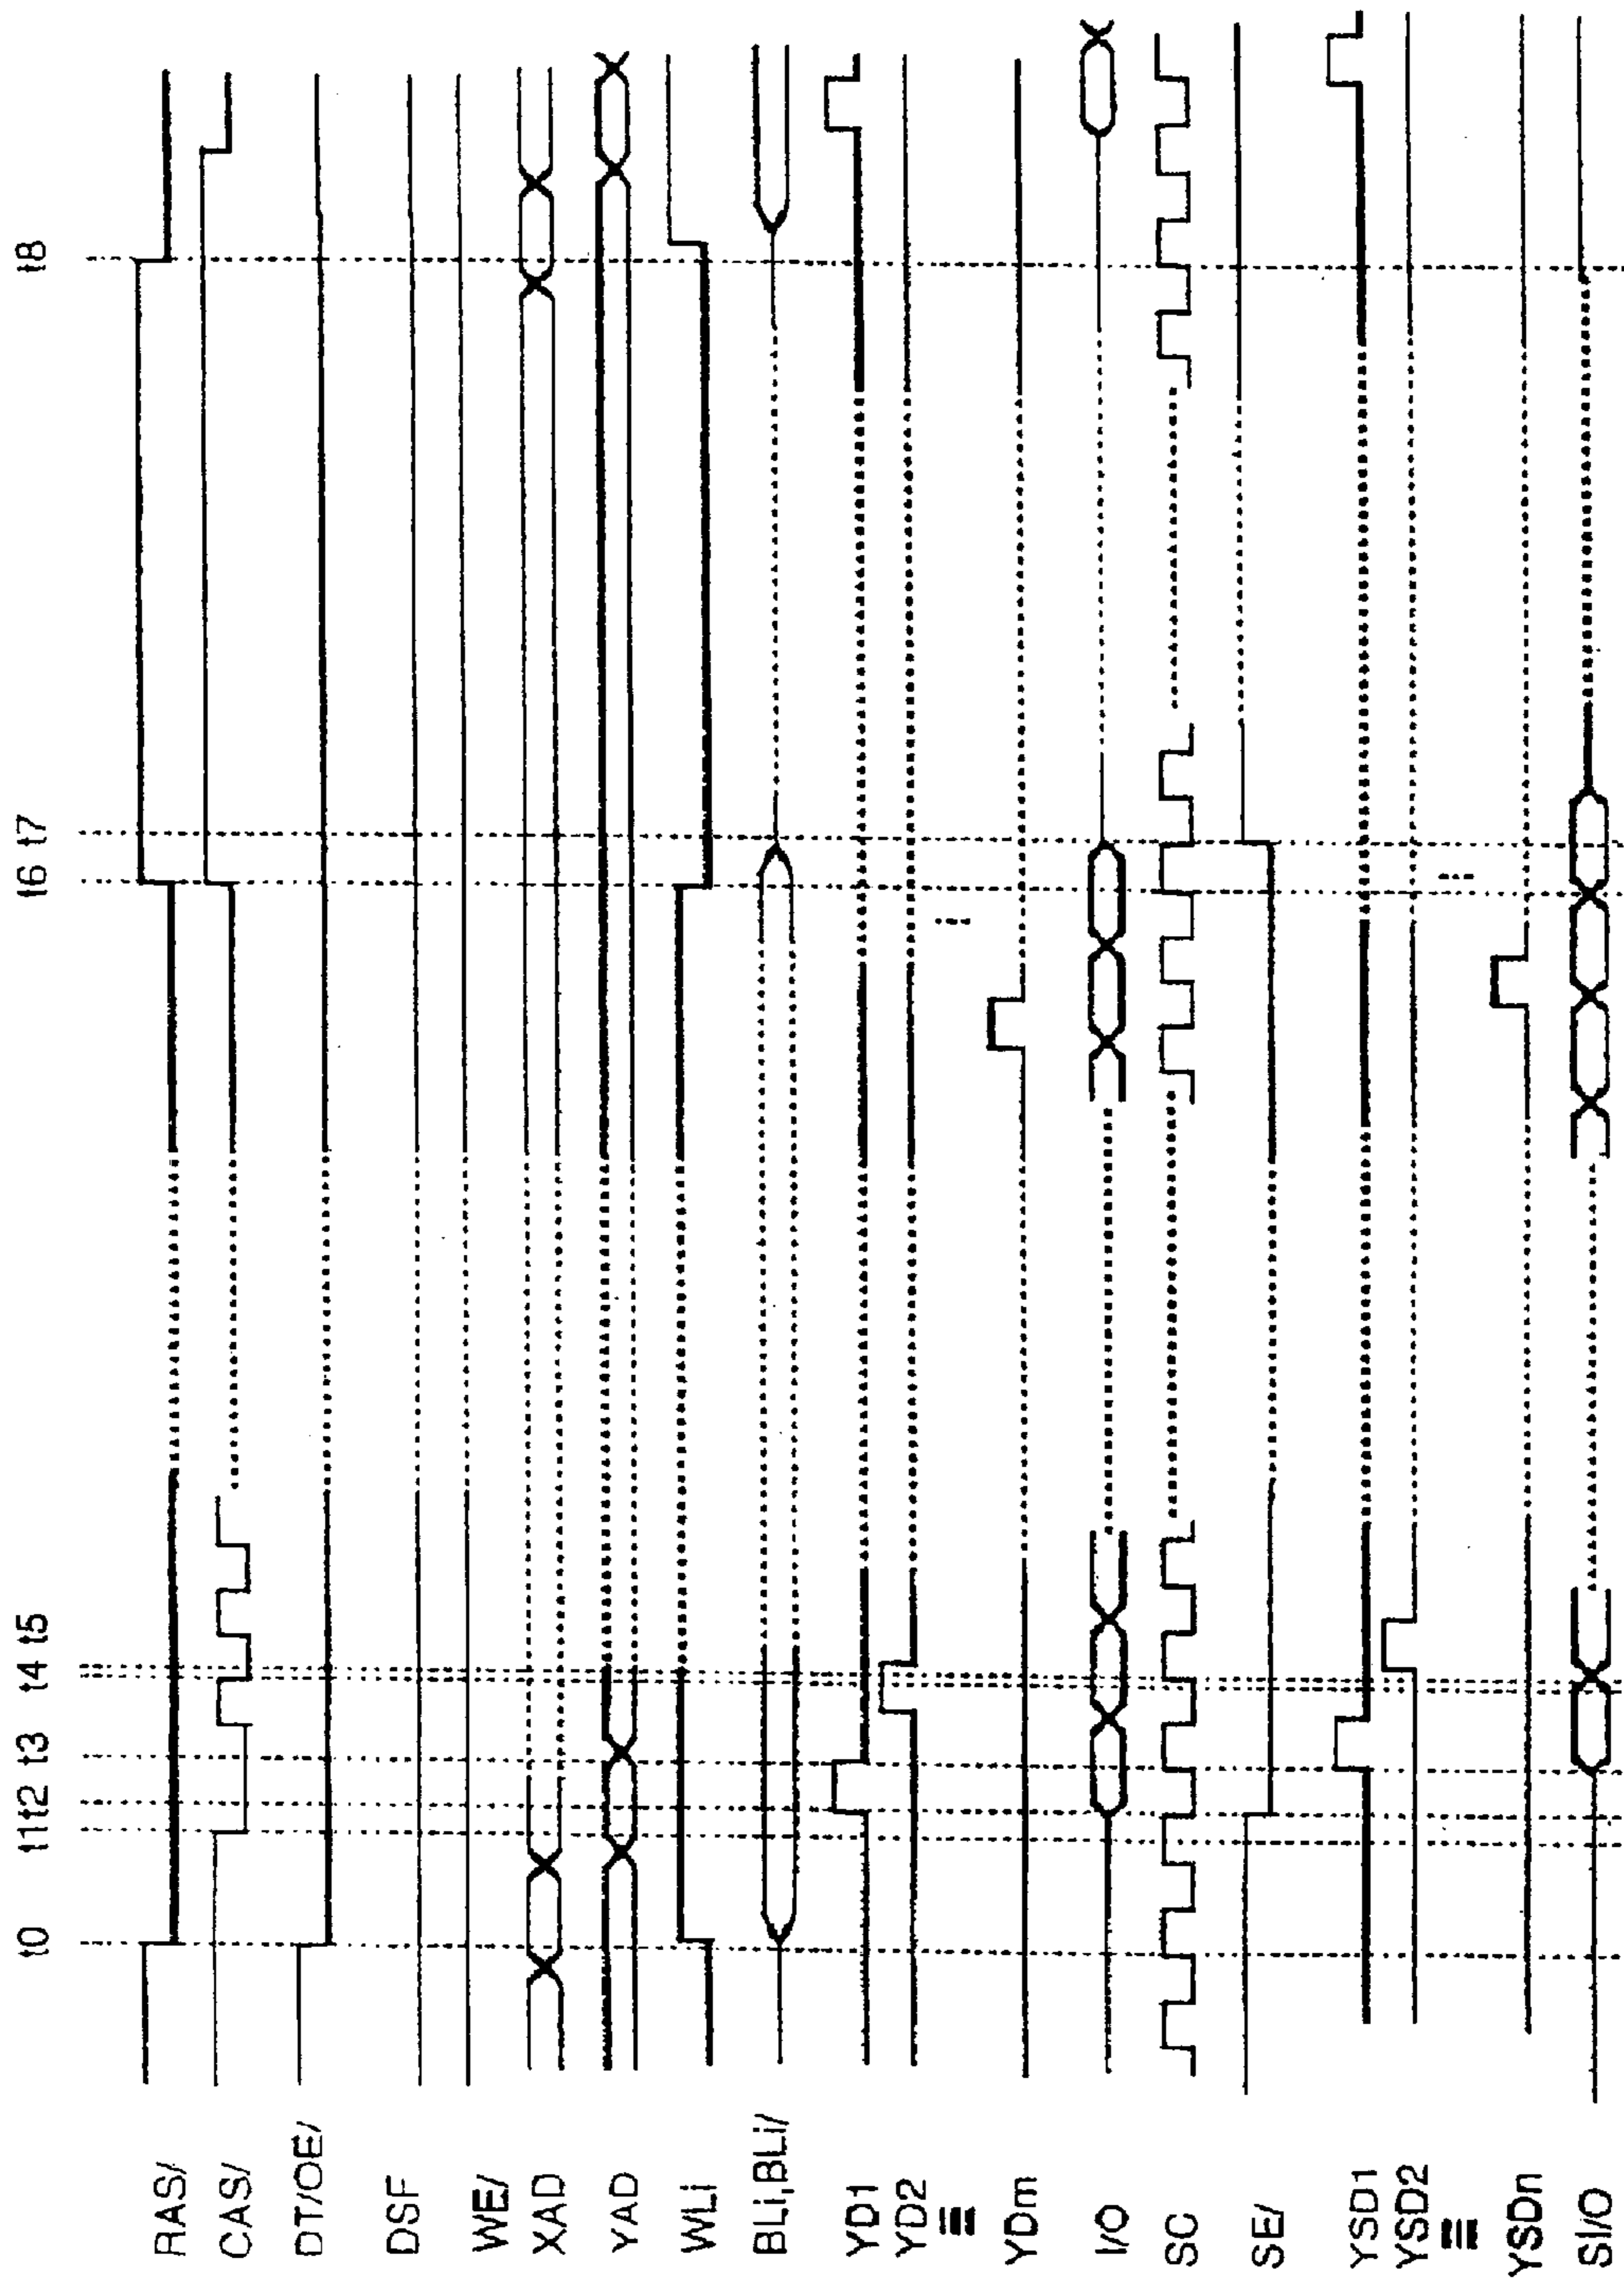 t0 t1t2 t3 t4 t5 t6 t7 t8
RAS/
CAS/
DT/OE/
DSF
WE/
XAD
YAD
WLi
BLi,BLi/
YD1
YD2
YDm
I/O
SC
SE/
YSD1
YSD2
YSDn
SI/O